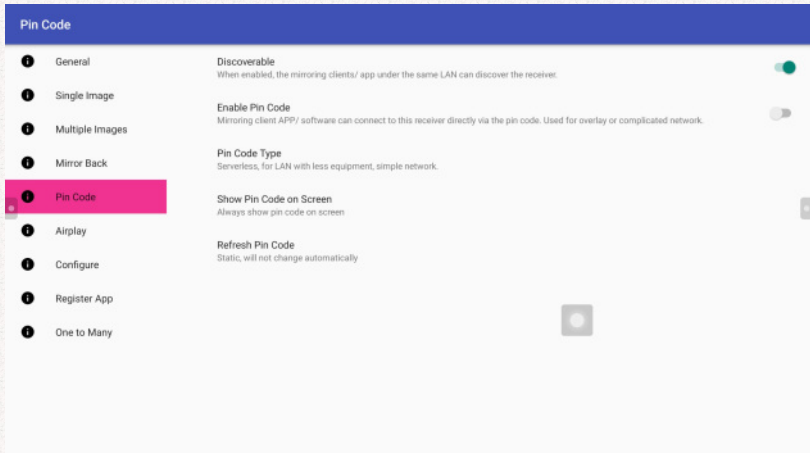 Pin Code
General
Single Image
Multiple Images
Mirror Back
Pin Code
Airplay
Configure
Register App
One to Many
Discoverable
When enabled, the mirroring clients/ app under the same LAN can discover the receiver.
Enable Pin Code
Mirroring client APP/ software can connect to this receiver directly via the pin code. Used for overlay or complicated network.
Pin Code Type
Serverless, for LAN with less equipment, simple network.
Show Pin Code on Screen
Always show pin code on screen
Refresh Pin Code
Static, will not change automatically